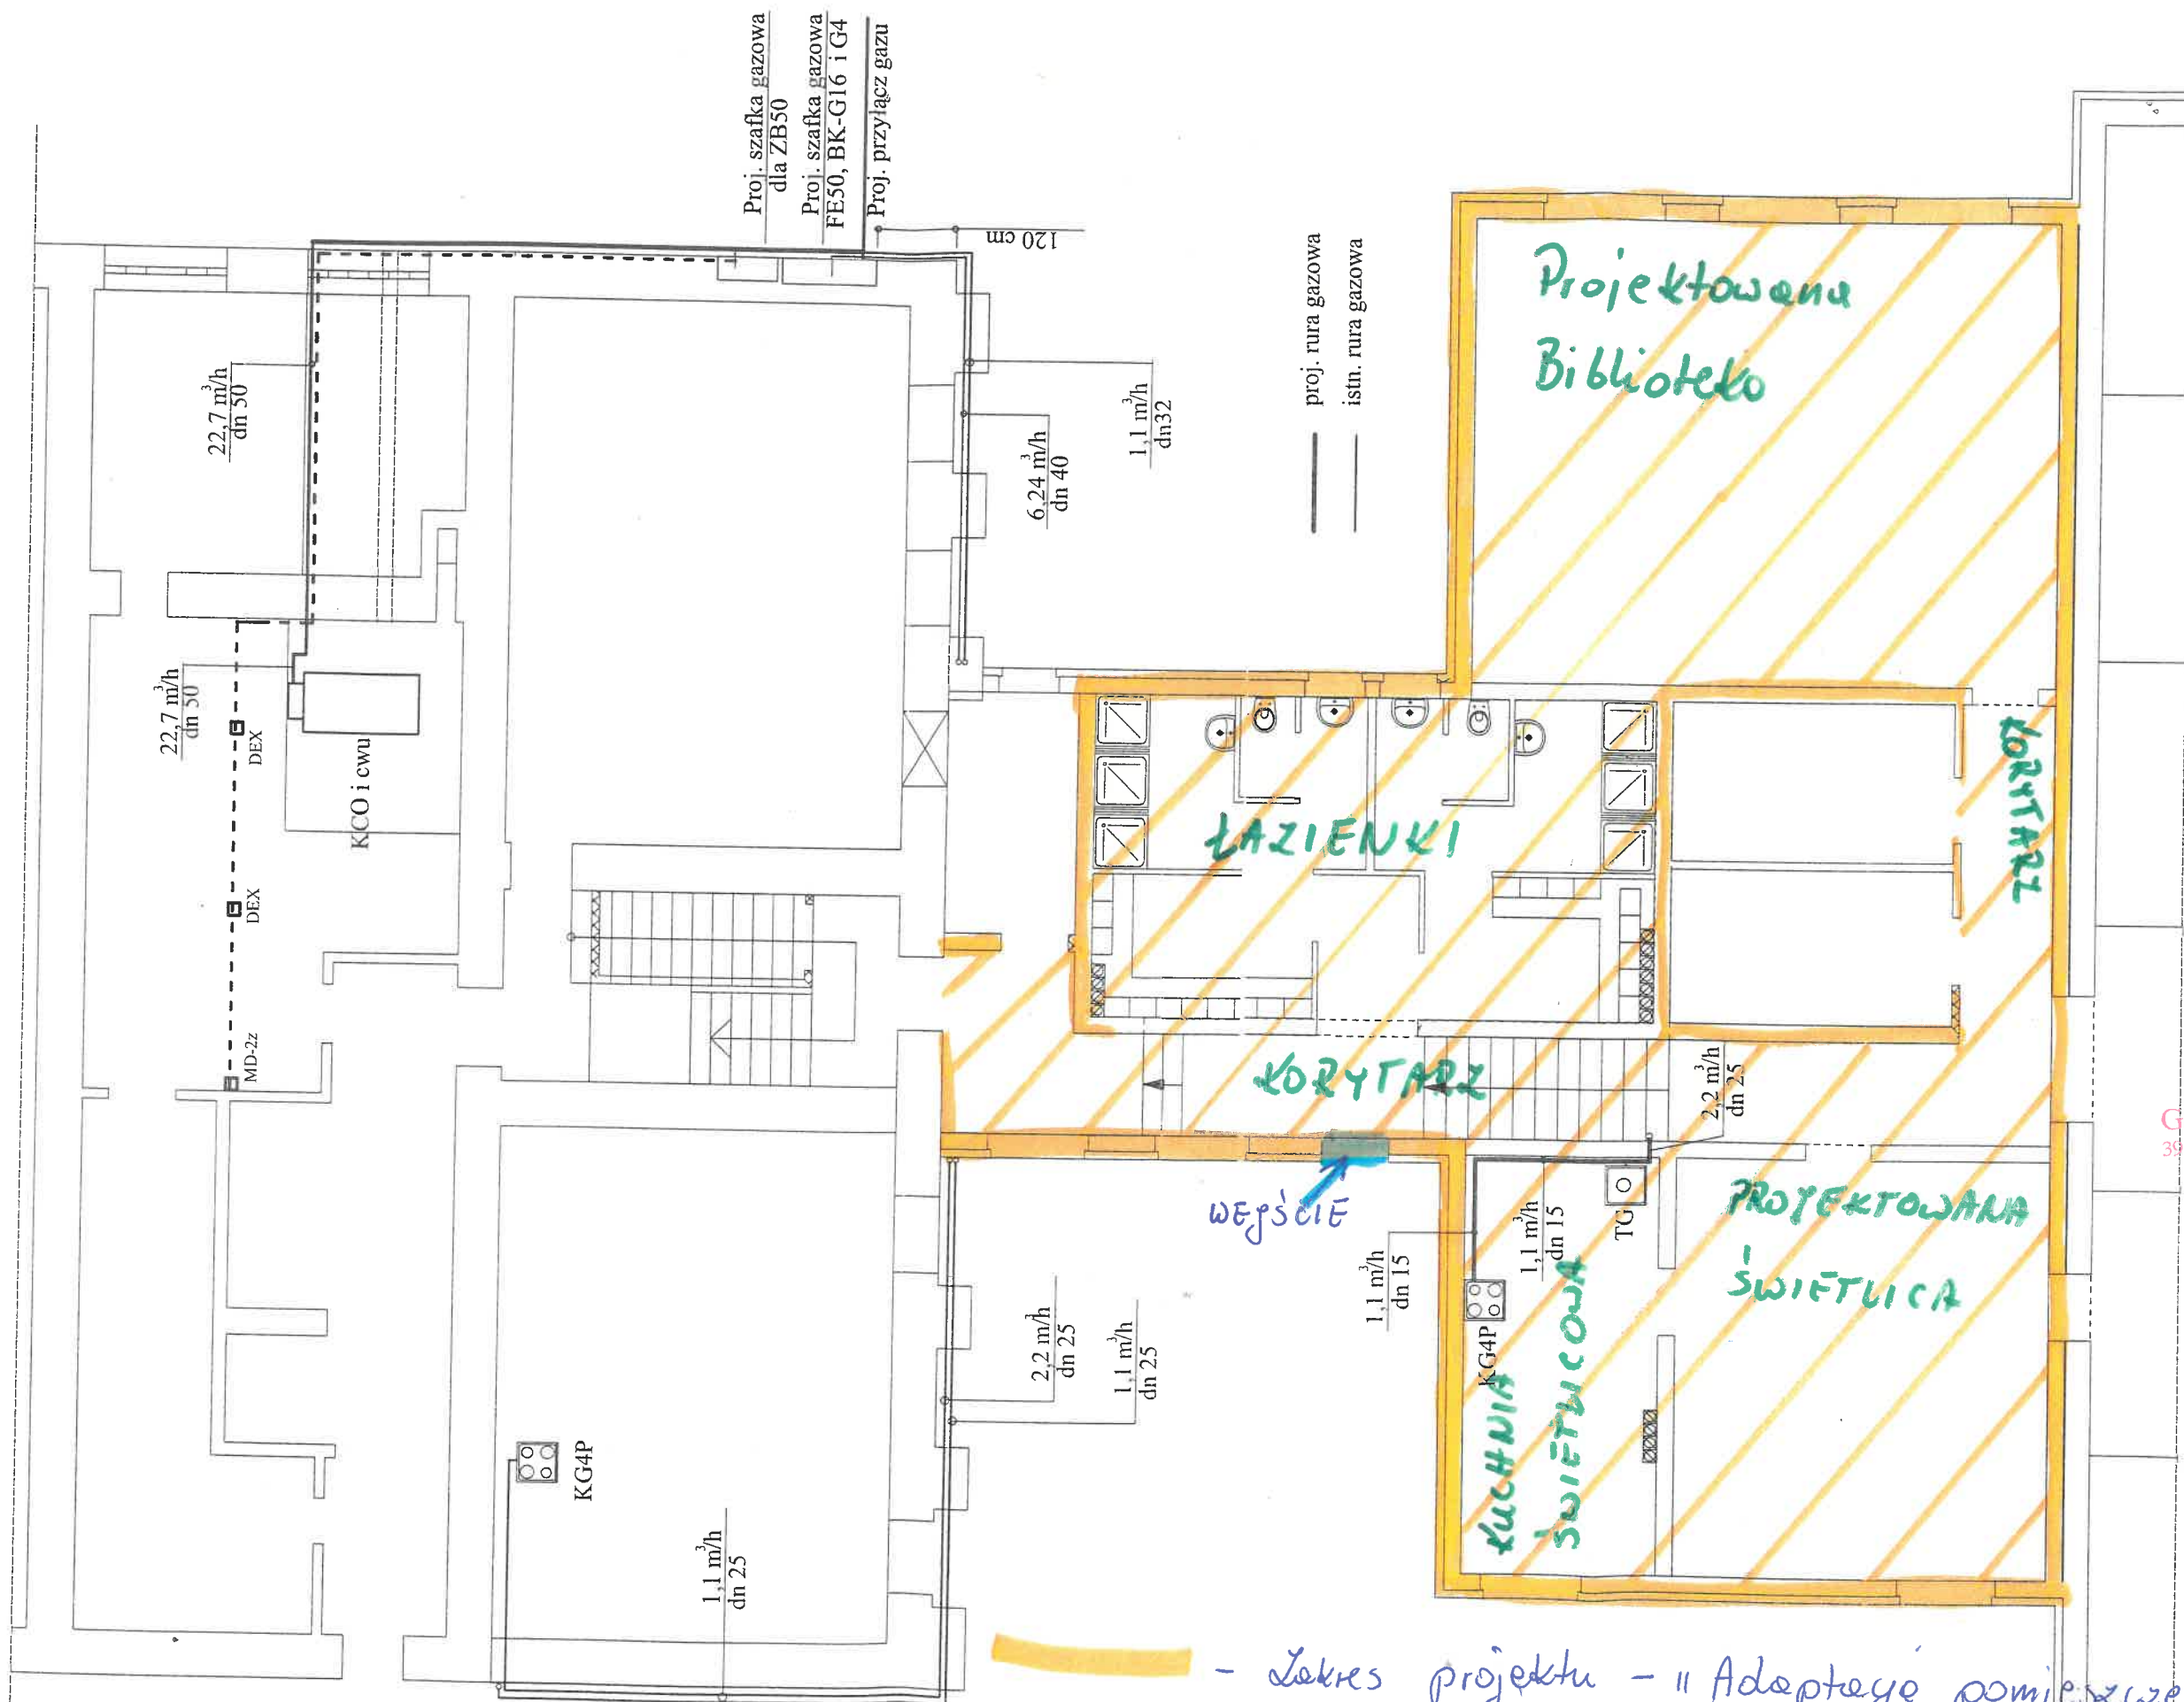 Proj. szafka gazowa
dla ZB50
Proj. szafka gazowa
FE50, BK-G16 i G4
Proj. przyłącz gazu
120 cm
22,7 m³/h
dn 50
22,7 m³/h
dn 50
DEX
DEX
MD-2z
KCO i cwu
6,24 m³/h
dn 40
1,1 m³/h
dn32
proj. rura gazowa
istn. rura gazowa
Projektowana
Biblioteka
ŁAZIENKI
KORYTARZ
KORYTARZ
2,2 m³/h
dn 25
WEJŚCIE
1,1 m³/h
dn 15
1,1 m³/h
dn 15
TG
KG4P
PROJEKTOWANA
ŚWIETLICA
KUCHNIA
ŚWIETLICOWA
2,2 m³/h
dn 25
1,1 m³/h
dn 25
KG4P
1,1 m³/h
dn 25
G
39
- Zakres projektu - " Adaptacja